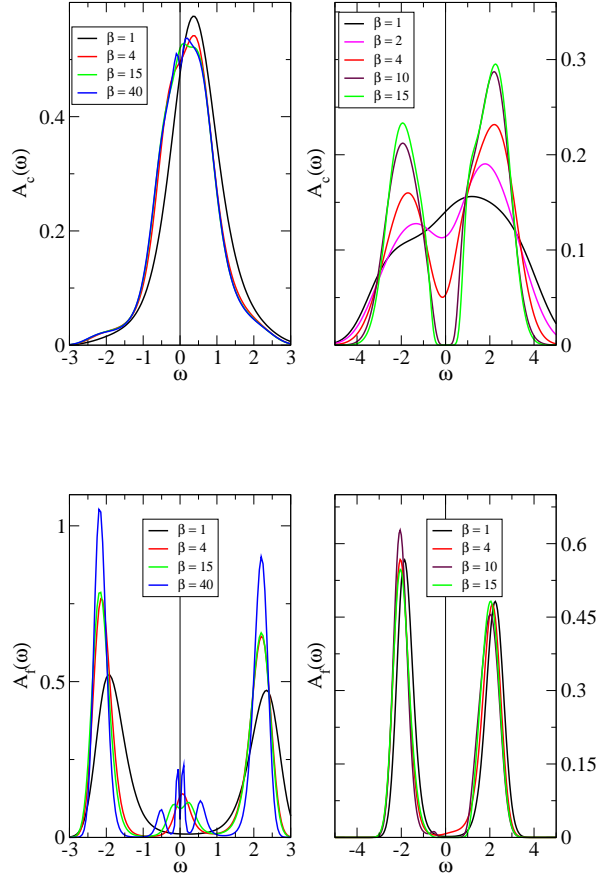 β = 1
β = 4
β = 15
β = 40
A_c(ω)
0.4
0.2
0
-3 -2 -1 0 1 2 3
ω
β = 1
β = 2
β = 4
β = 10
β = 15
A_c(ω)
0.3
0.2
0.1
0
-4 -2 0 2 4
ω
β = 1
β = 4
β = 15
β = 40
A_f(ω)
1
0.5
0
-3 -2 -1 0 1 2 3
ω
β = 1
β = 4
β = 10
β = 15
A_f(ω)
0.6
0.45
0.3
0.15
0
-4 -2 0 2 4
ω